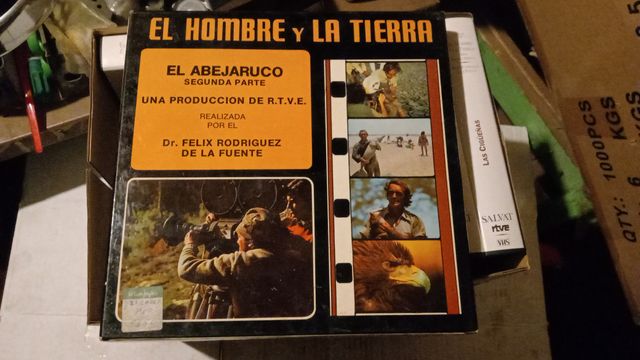 EL HOMBRE Y LA TIERRA
EL ABEJARUCO
SEGUNDA PARTE
UNA PRODUCCION DE R.T.V.E.
REALIZADA
POR EL
Dr. FELIX RODRIGUEZ
DE LA FUENTE
LAS CIGÜEÑAS
SALVAT
rtve
VHS
QTY.: 1000PCS
KGS
KGS